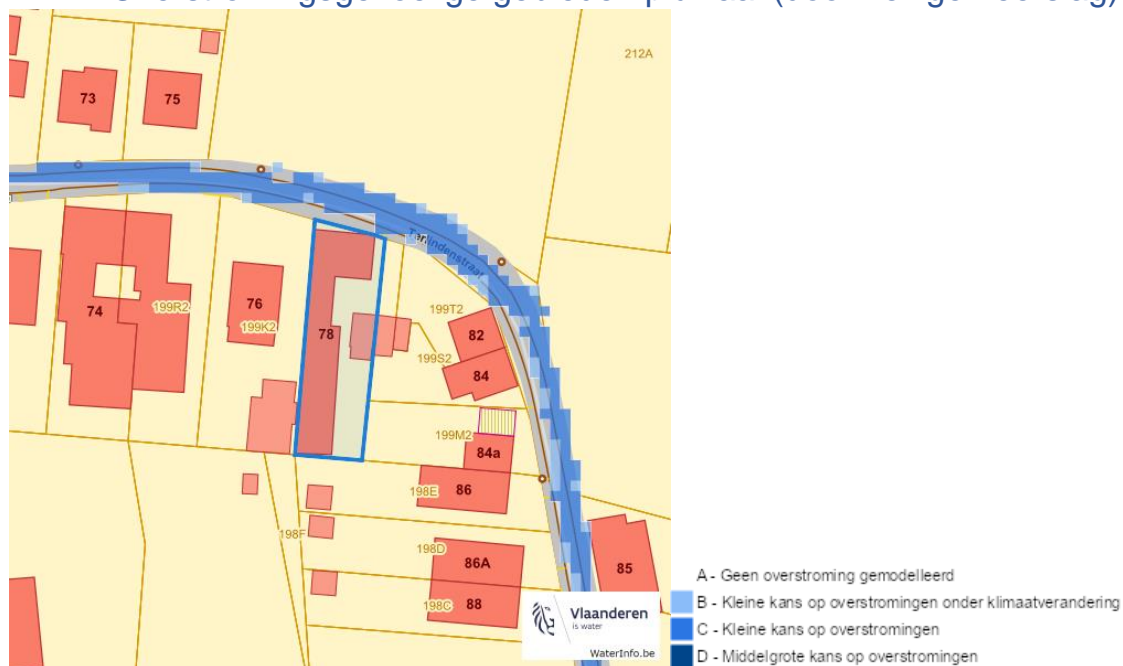 212A
73
75
Terlindenstraat
74
199R2
76
199K2
78
199T2
82
199S2
84
199M2
84a
198E
86
198F
198D
86A
85
198C
88
Vlaanderen
is water
WaterInfo.be
A - Geen overstroming gemodelleerd
B - Kleine kans op overstromingen onder klimaatverandering
C - Kleine kans op overstromingen
D - Middelgrote kans op overstromingen